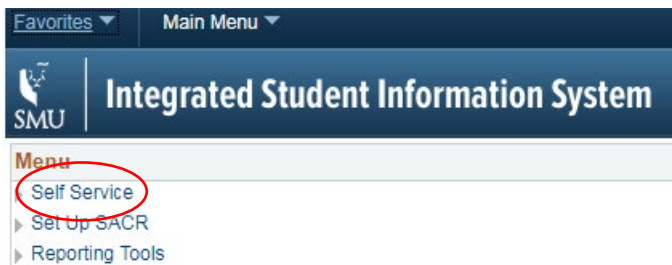 Favorites Main Menu
SMU Integrated Student Information System
Menu
Self Service
Set Up SACR
Reporting Tools